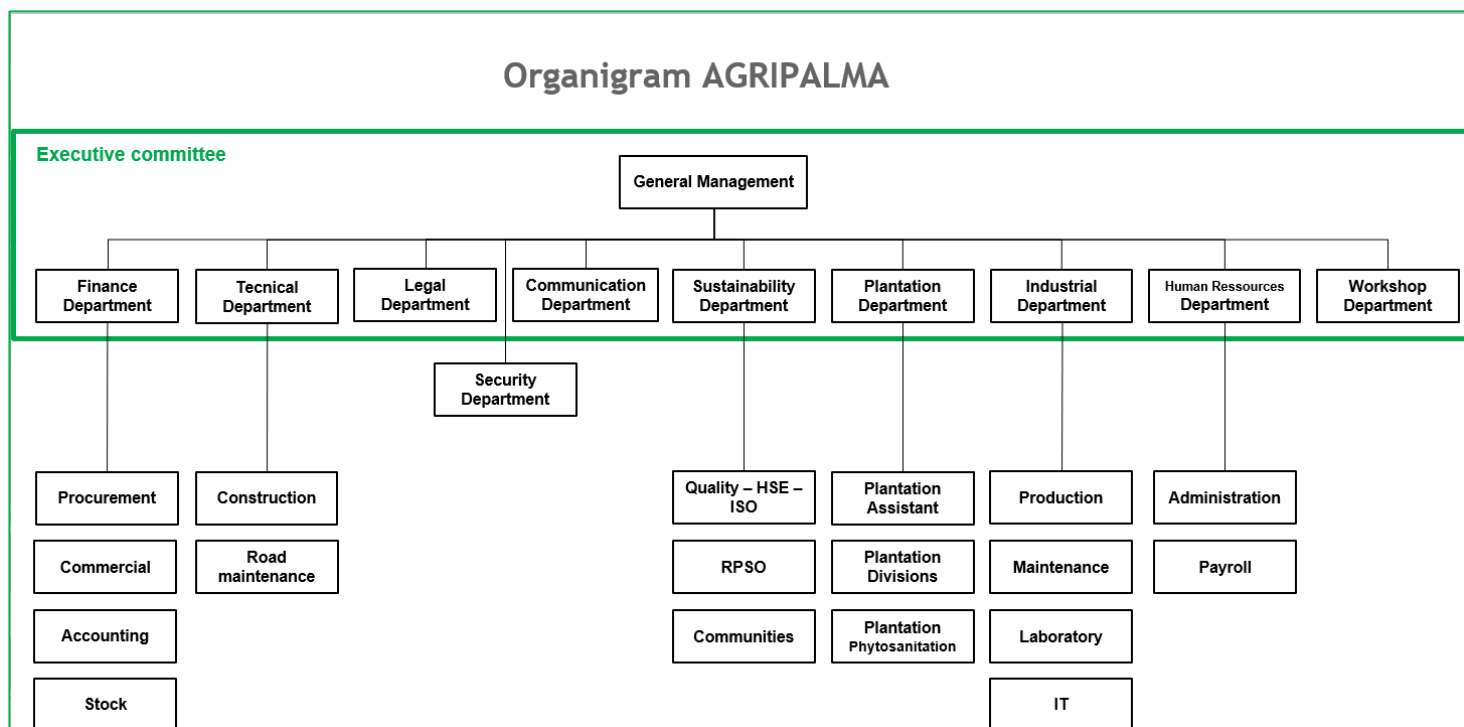 Organigram AGRIPALMA
Executive committee
General Management
Finance
Department
Tecnical
Department
Legal
Department
Communication
Department
Sustainability
Department
Plantation
Department
Industrial
Department
Human Ressources
Department
Workshop
Department
Security
Department
Procurement
Construction
Quality – HSE –
ISO
Plantation
Assistant
Production
Administration
Commercial
Road
maintenance
RPSO
Plantation
Divisions
Maintenance
Payroll
Accounting
Communities
Plantation
Phytosanitation
Laboratory
Stock
IT